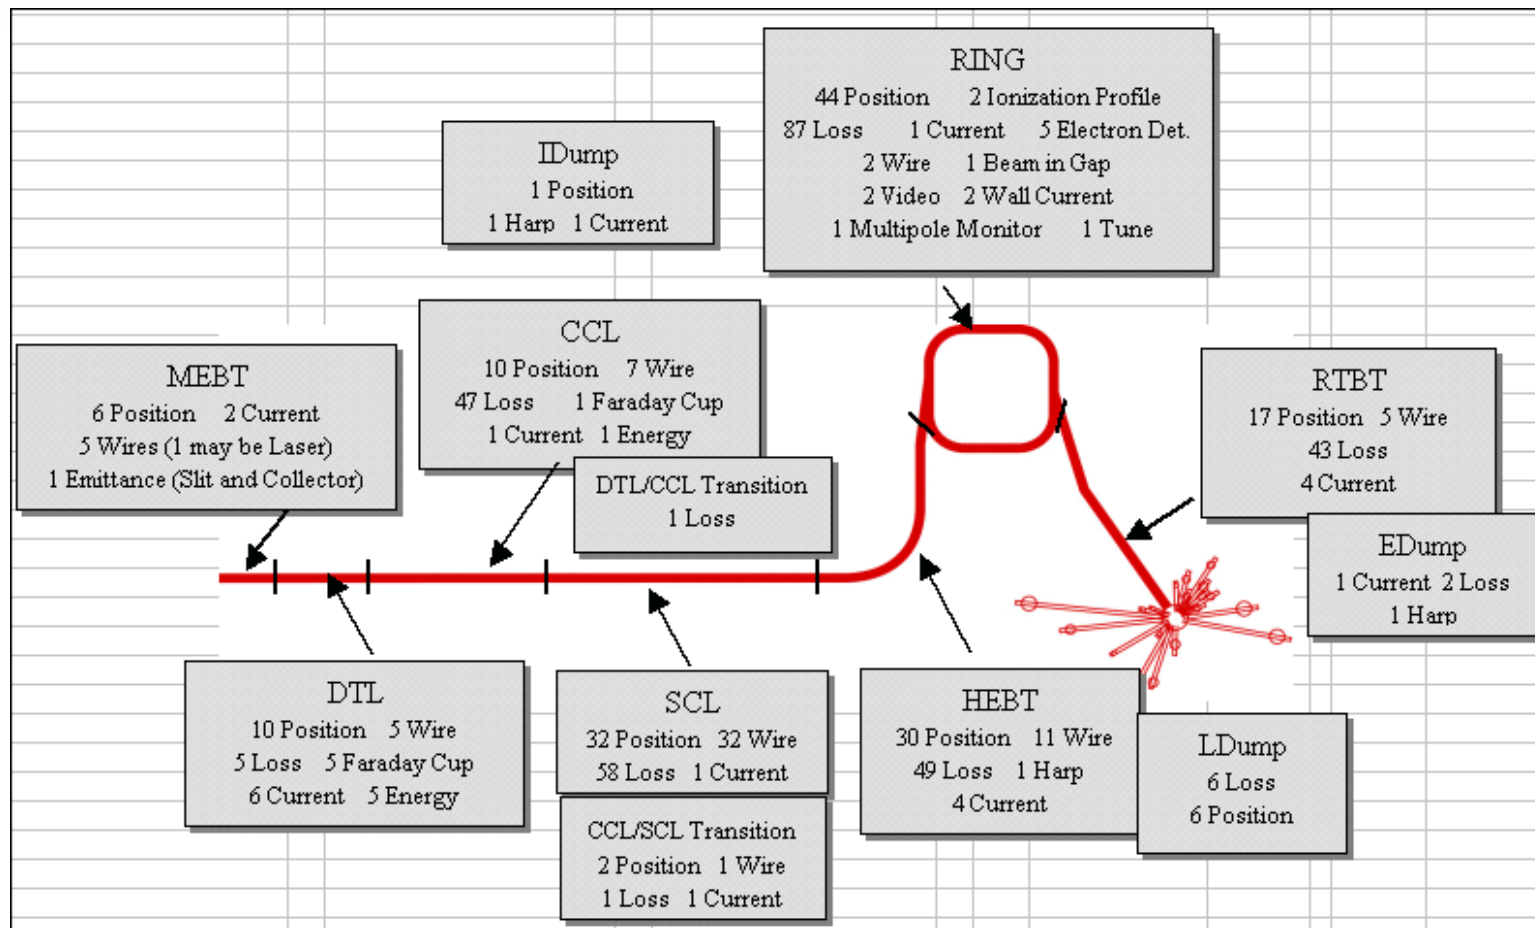 RING
44 Position 2 Ionization Profile
87 Loss 1 Current 5 Electron Det.
2 Wire 1 Beam in Gap
2 Video 2 Wall Current
1 Multipole Monitor 1 Tune
IDump
1 Position
1 Harp 1 Current
CCL
10 Position 7 Wire
47 Loss 1 Faraday Cup
1 Current 1 Energy
MEBT
6 Position 2 Current
5 Wires (1 may be Laser)
1 Emittance (Slit and Collector)
DTL/CCL Transition
1 Loss
RTBT
17 Position 5 Wire
43 Loss
4 Current
EDump
1 Current 2 Loss
1 Harp
DTL
10 Position 5 Wire
5 Loss 5 Faraday Cup
6 Current 5 Energy
SCL
32 Position 32 Wire
58 Loss 1 Current
CCL/SCL Transition
2 Position 1 Wire
1 Loss 1 Current
HEBT
30 Position 11 Wire
49 Loss 1 Harp
4 Current
LDump
6 Loss
6 Position